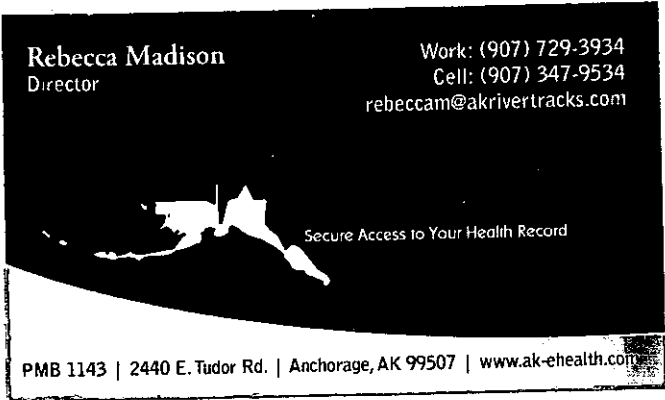 Rebecca Madison
Director
Work: (907) 729-3934
Cell: (907) 347-9534
rebeccam@akrivertracks.com
Secure Access to Your Health Record
PMB 1143 | 2440 E. Tudor Rd. | Anchorage, AK 99507 | www.ak-ehealth.com